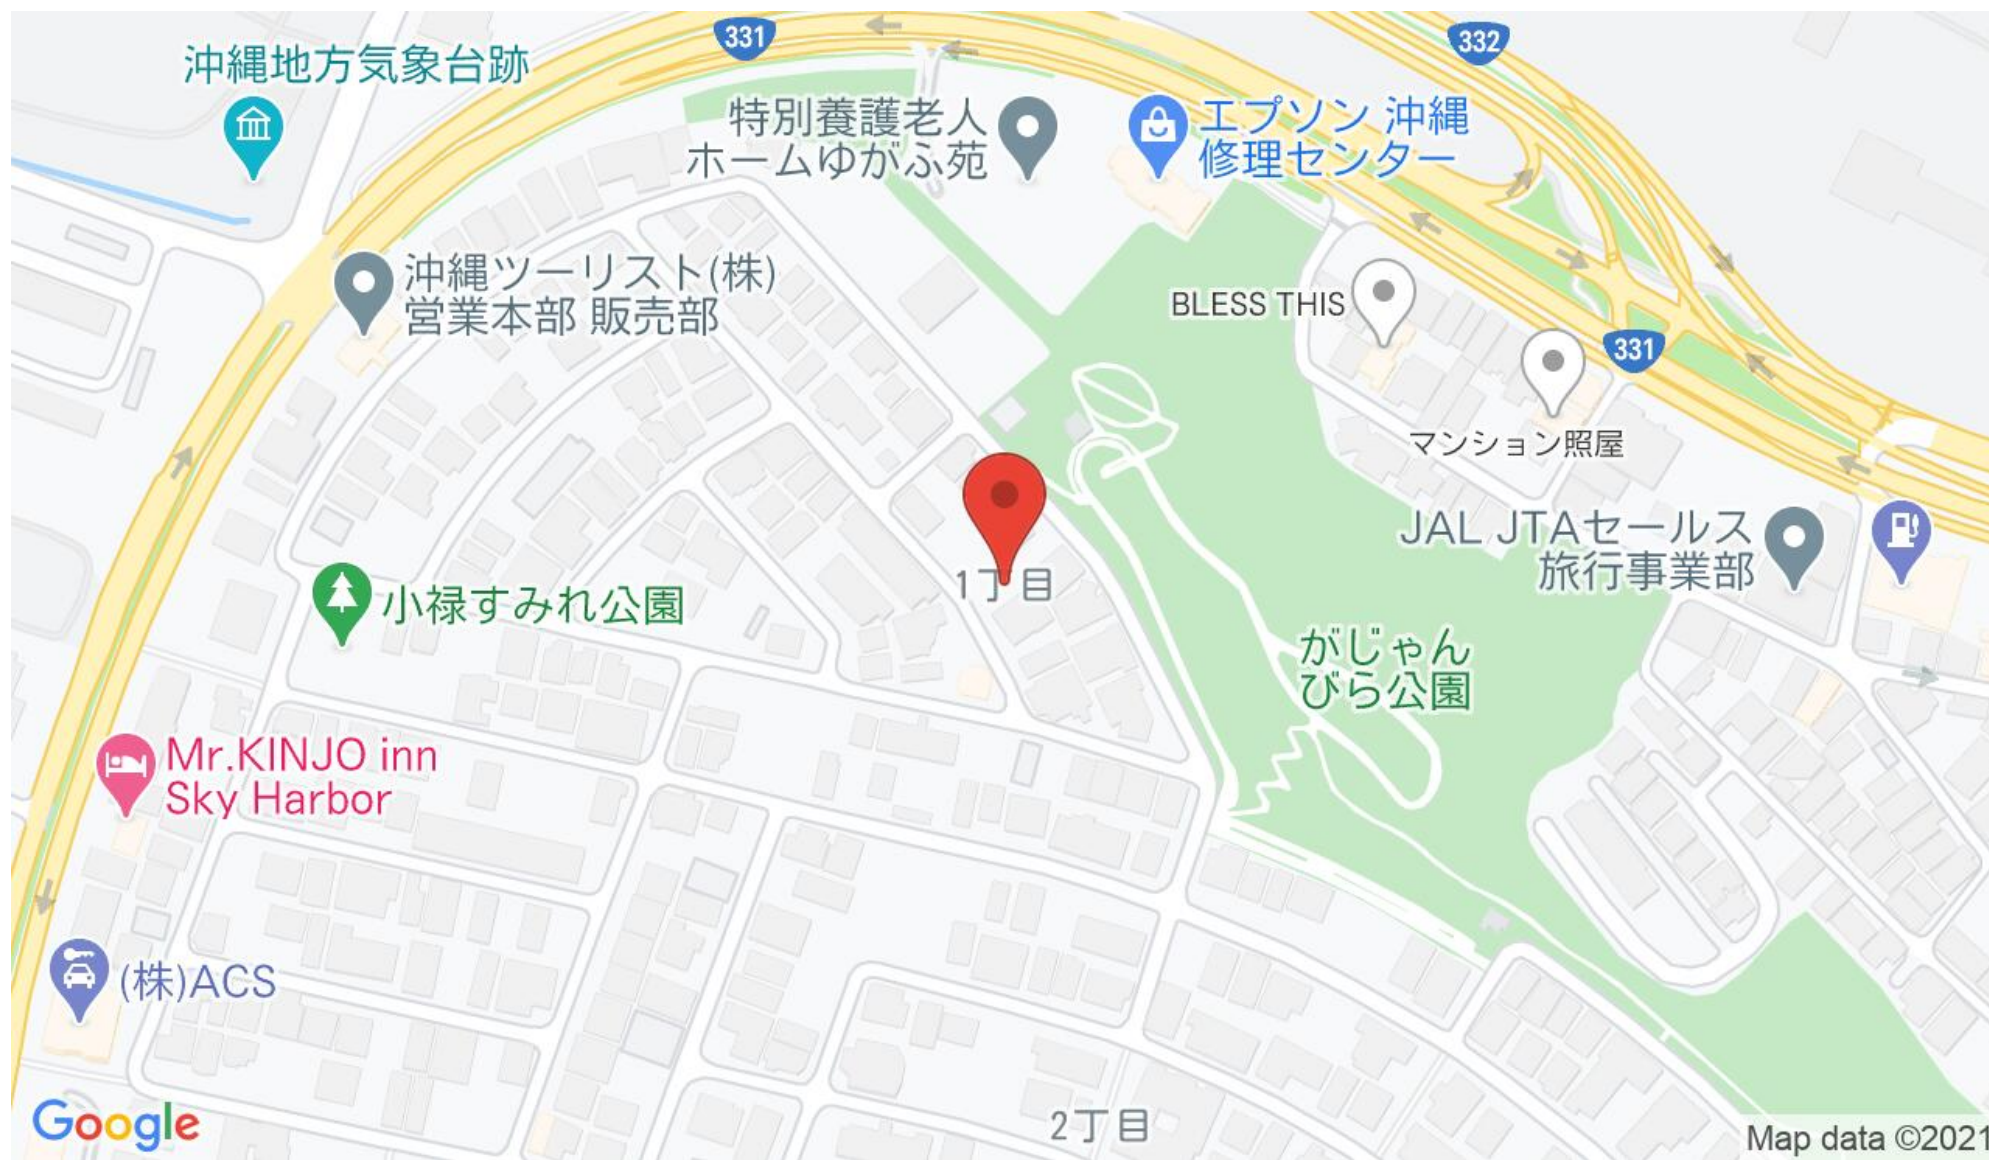 331
332
沖縄地方気象台跡
特別養護老人
ホームゆがふ苑
エプソン 沖縄
修理センター
沖縄ツーリスト(株)
営業本部 販売部
BLESS THIS
331
マンション照屋
JAL JTAセールス
旅行事業部
1丁目
小禄すみれ公園
がじゃん
びら公園
Mr.KINJO inn
Sky Harbor
(株)ACS
2丁目
Google
Map data ©2021